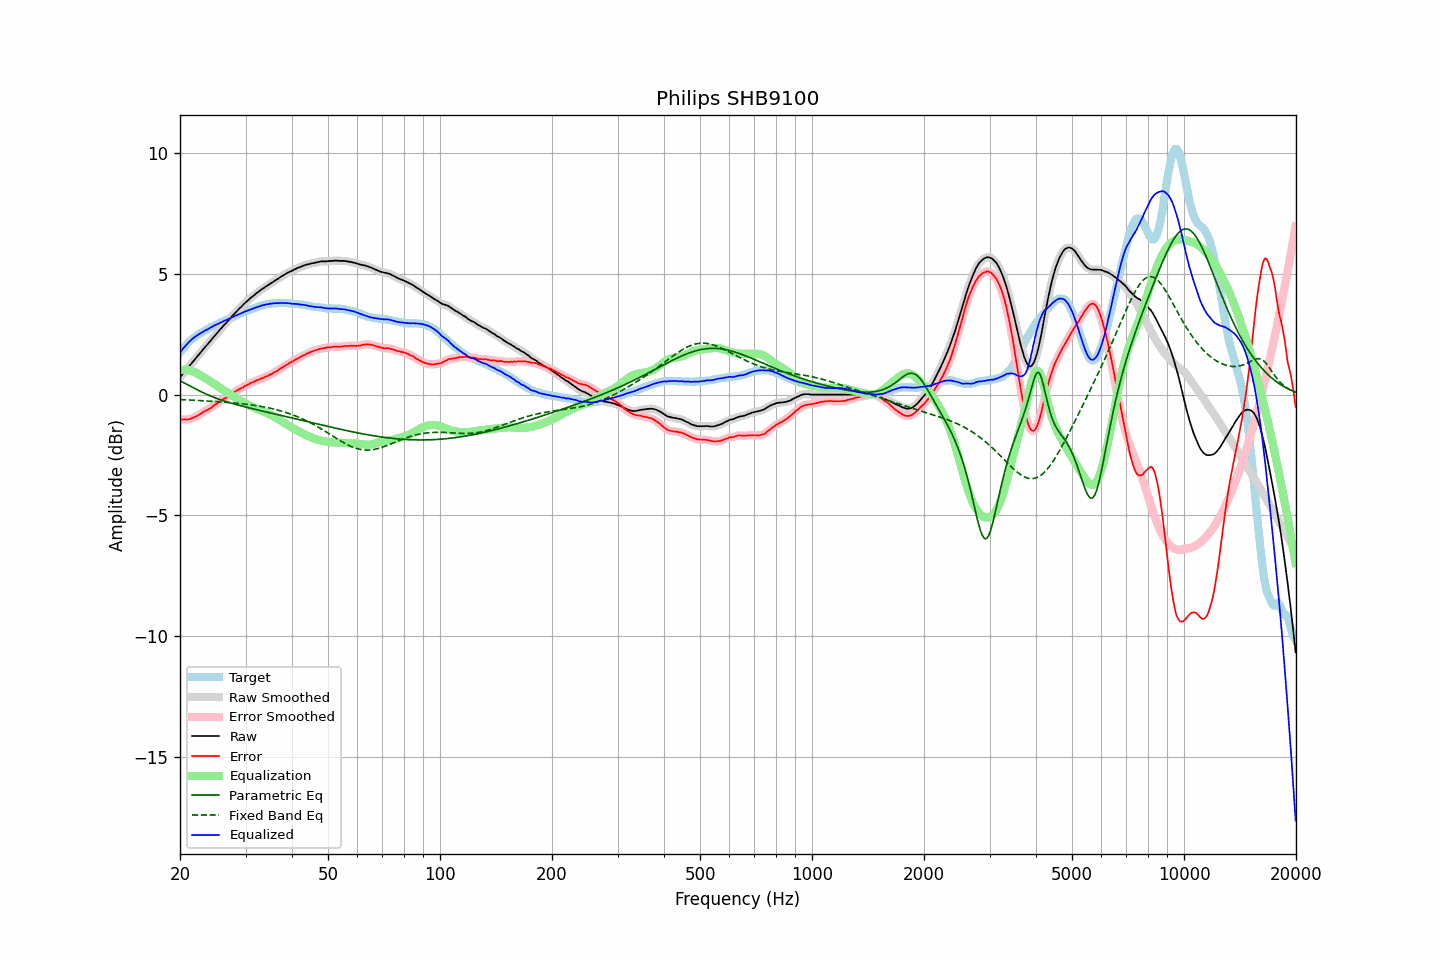 Philips SHB9100
Amplitude (dBr)
10
5
0
−5
−10
−15
Target
Raw Smoothed
Error Smoothed
Raw
Error
Equalization
Parametric Eq
Fixed Band Eq
Equalized
20 50 100 200 500 1000 2000 5000 10000 20000
Frequency (Hz)